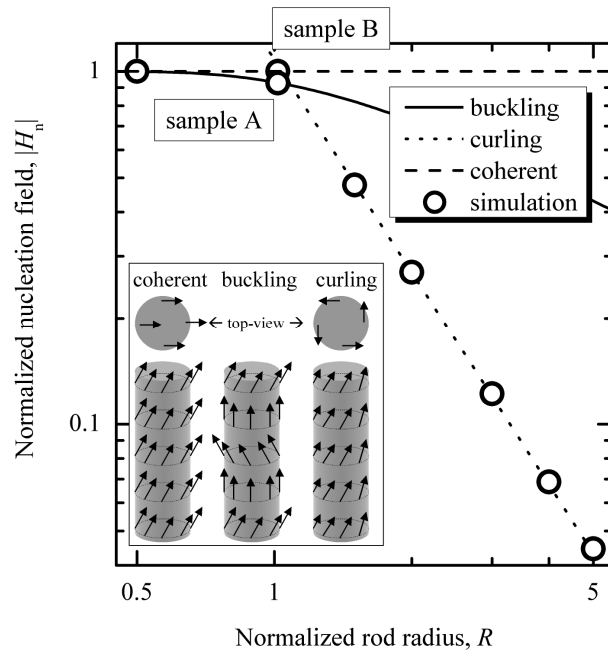 sample B
1
sample A
buckling
curling
coherent
simulation
Normalized nucleation field, |Hₙ|
coherent buckling curling
top-view
0.1
0.5 1 5
Normalized rod radius, R